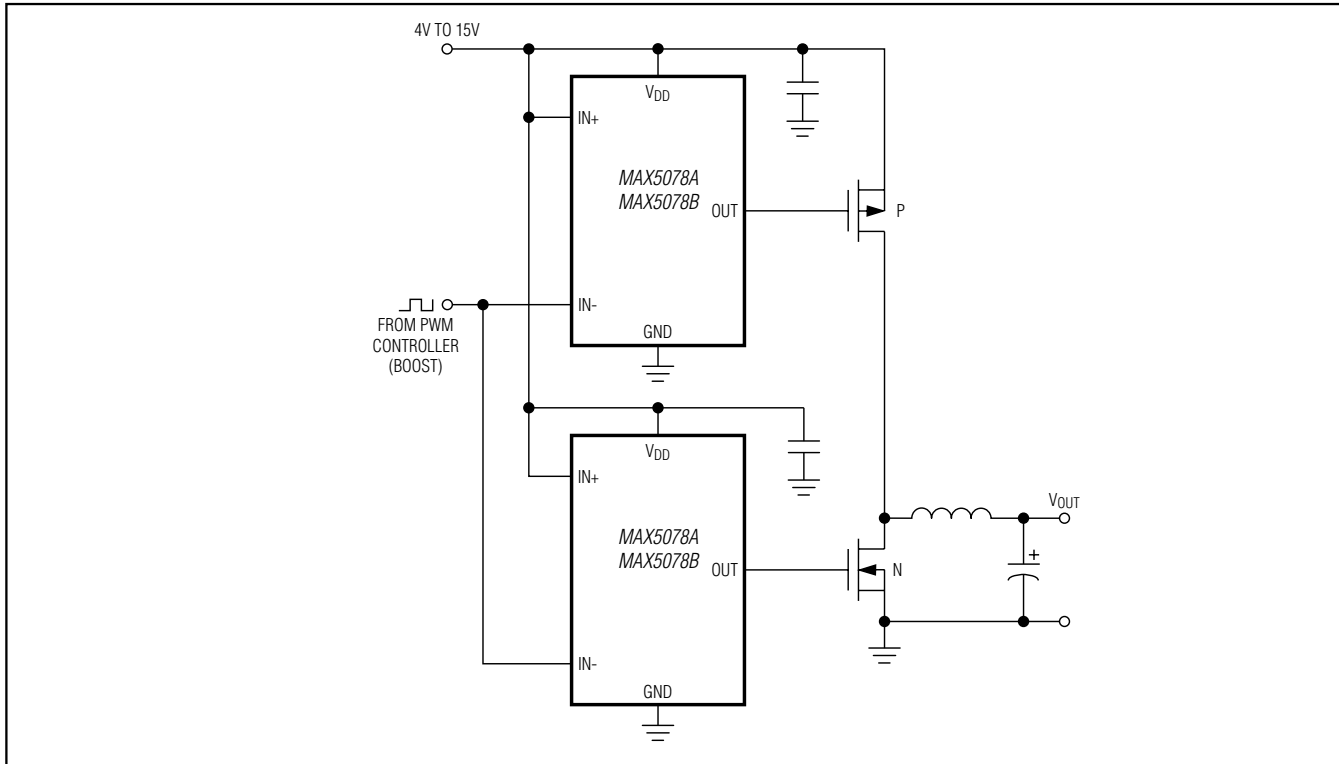 4V TO 15V
VDD
IN+
MAX5078A
MAX5078B
OUT
P
IN-
FROM PWM
CONTROLLER
(BOOST)
GND
VDD
IN+
VOUT
MAX5078A
MAX5078B
OUT
+
N
IN-
GND